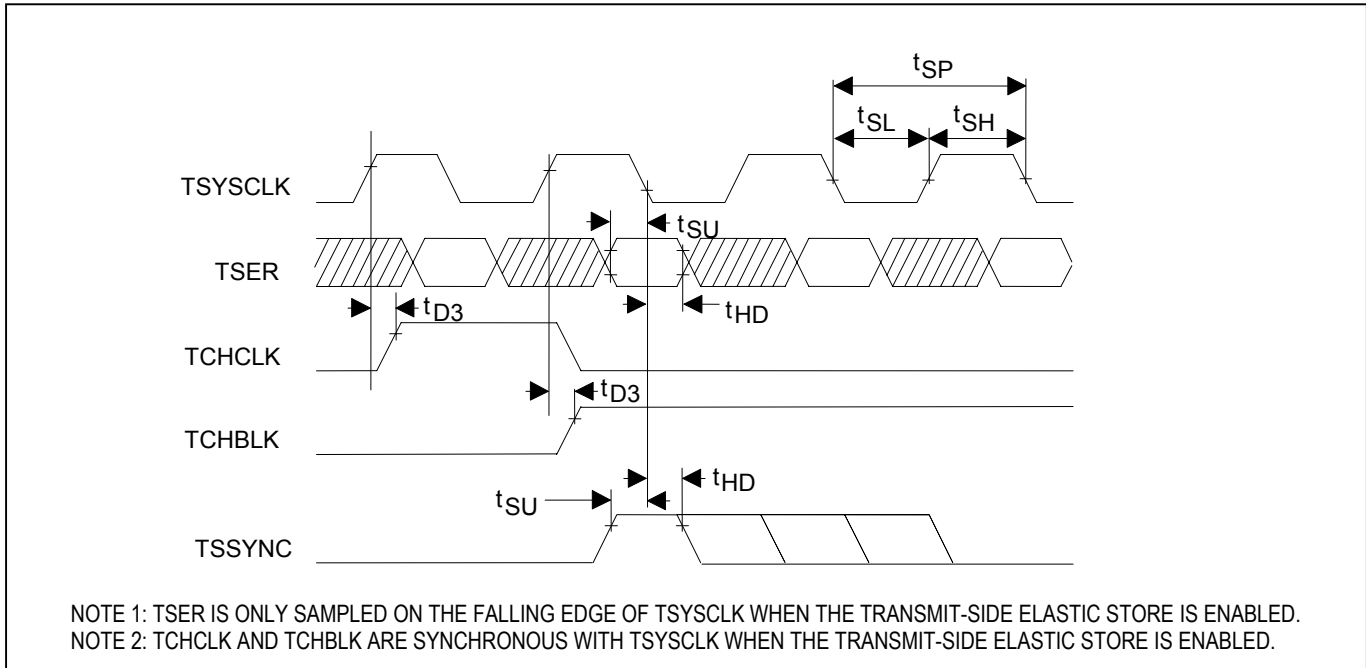 tSP
tSL tSH
TSYSCLK
tSU
TSER
tD3 tHD
TCHCLK
tD3
TCHBLK
tHD
tSU
TSSYNC
NOTE 1: TSER IS ONLY SAMPLED ON THE FALLING EDGE OF TSYSCLK WHEN THE TRANSMIT-SIDE ELASTIC STORE IS ENABLED.
NOTE 2: TCHCLK AND TCHBLK ARE SYNCHRONOUS WITH TSYSCLK WHEN THE TRANSMIT-SIDE ELASTIC STORE IS ENABLED.